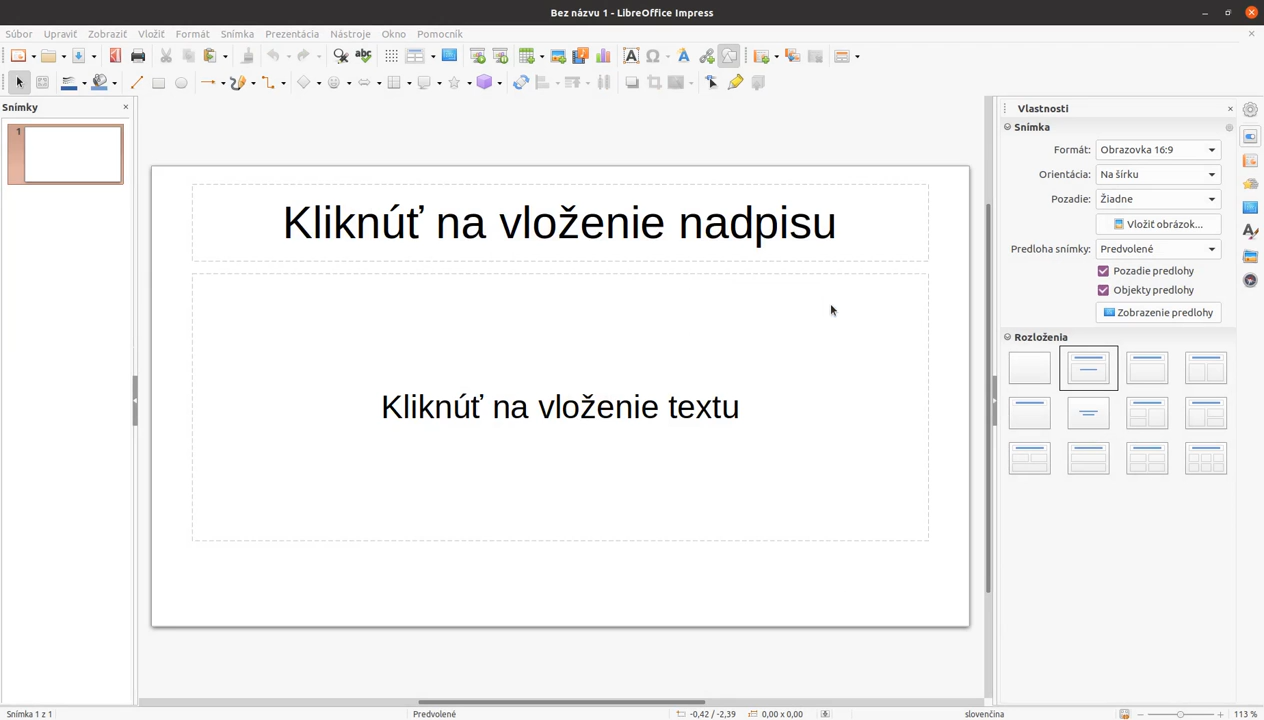 Bez názvu 1 - LibreOffice Impress
Súbor Upraviť Zobraziť Vložiť Formát Snímka Prezentácia Nástroje Okno Pomocník
Snímky
1
Kliknúť na vloženie nadpisu
Kliknúť na vloženie textu
Vlastnosti
Snímka
Formát: Obrazovka 16:9
Orientácia: Na šírku
Pozadie: Žiadne
Vložiť obrázok...
Predloha snímky: Predvolené
Pozadie predlohy
Objekty predlohy
Zobrazenie predlohy
Rozloženia
Snímka 1 z 1 Predvolené -0,42 / -2,39 0,00 x 0,00 slovenčina 113 %